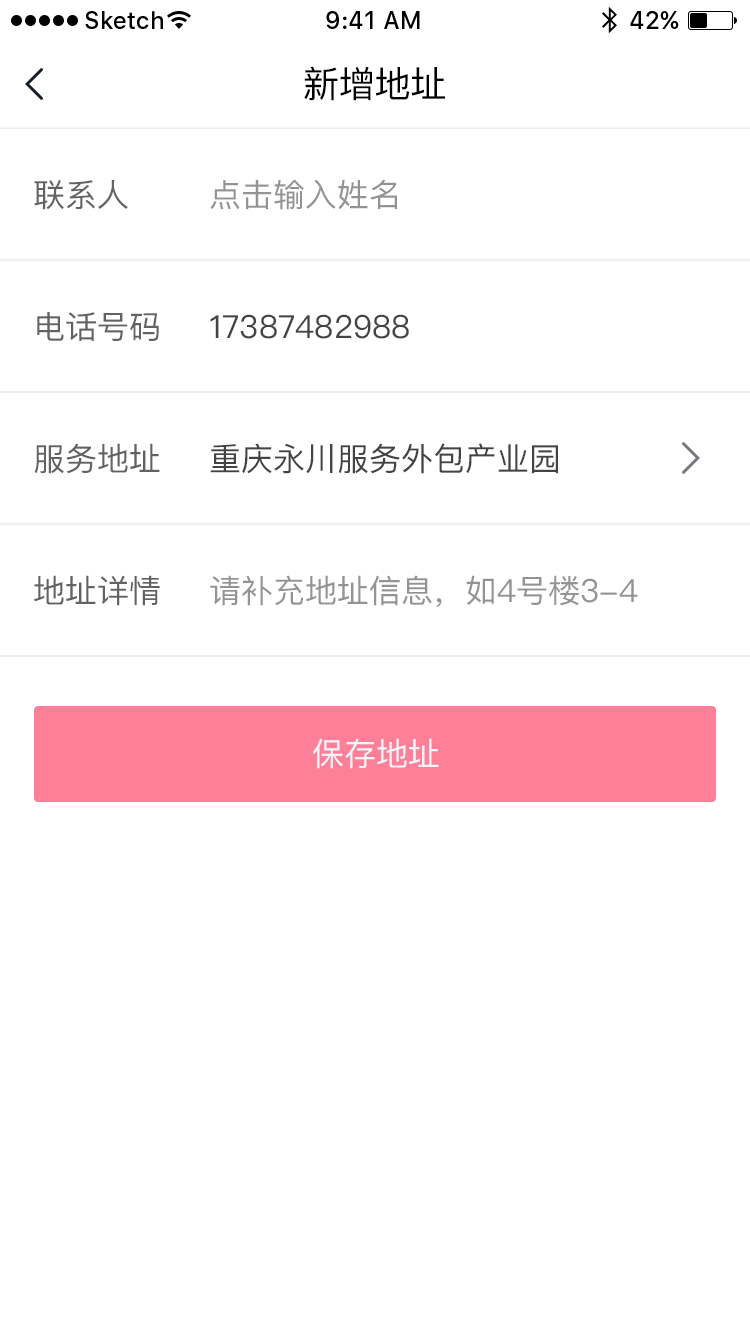 Sketch 9:41 AM 42%
新增地址
联系人 点击输入姓名
电话号码 17387482988
服务地址 重庆永川服务外包产业园
地址详情 请补充地址信息，如4号楼3-4
保存地址